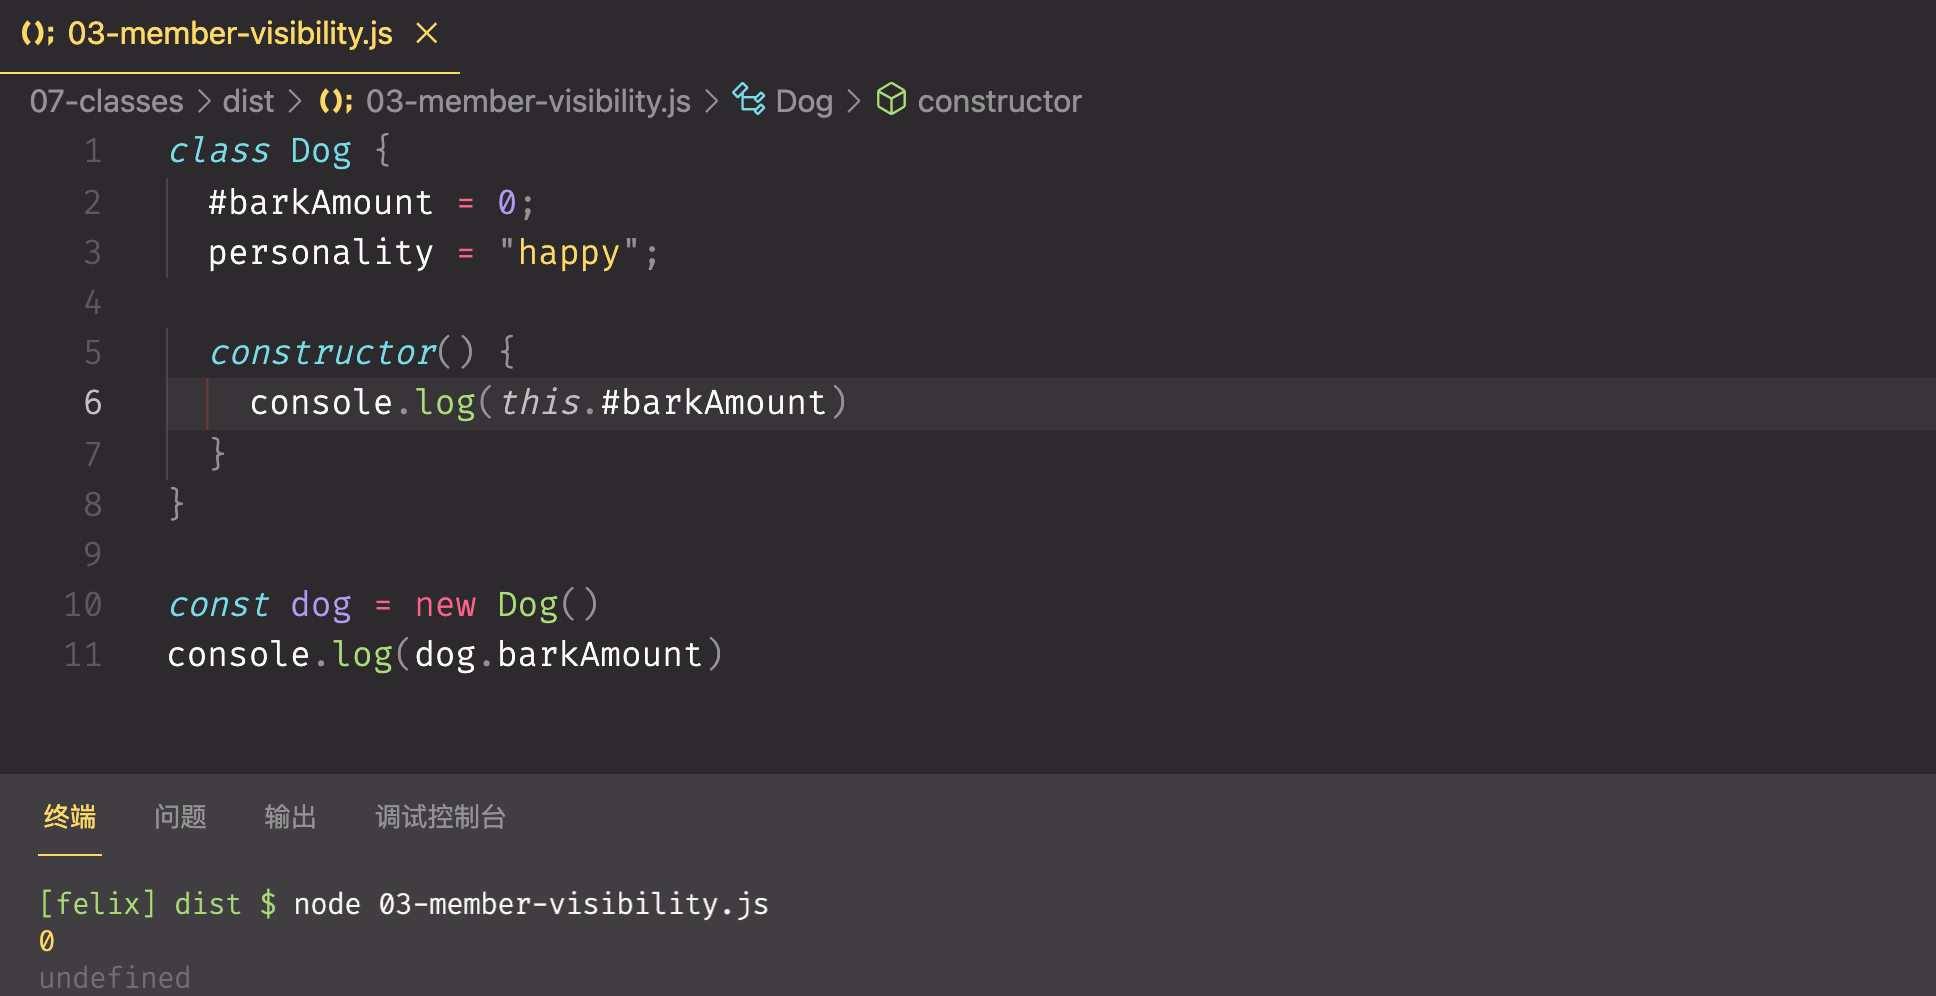 (); 03-member-visibility.js ×
07-classes > dist > (); 03-member-visibility.js > Dog > constructor
1 class Dog {
2 #barkAmount = 0;
3 personality = "happy";
4
5 constructor() {
6 console.log(this.#barkAmount)
7 }
8 }
9
10 const dog = new Dog()
11 console.log(dog.barkAmount)
终端 问题 输出 调试控制台
[felix] dist $ node 03-member-visibility.js
0
undefined